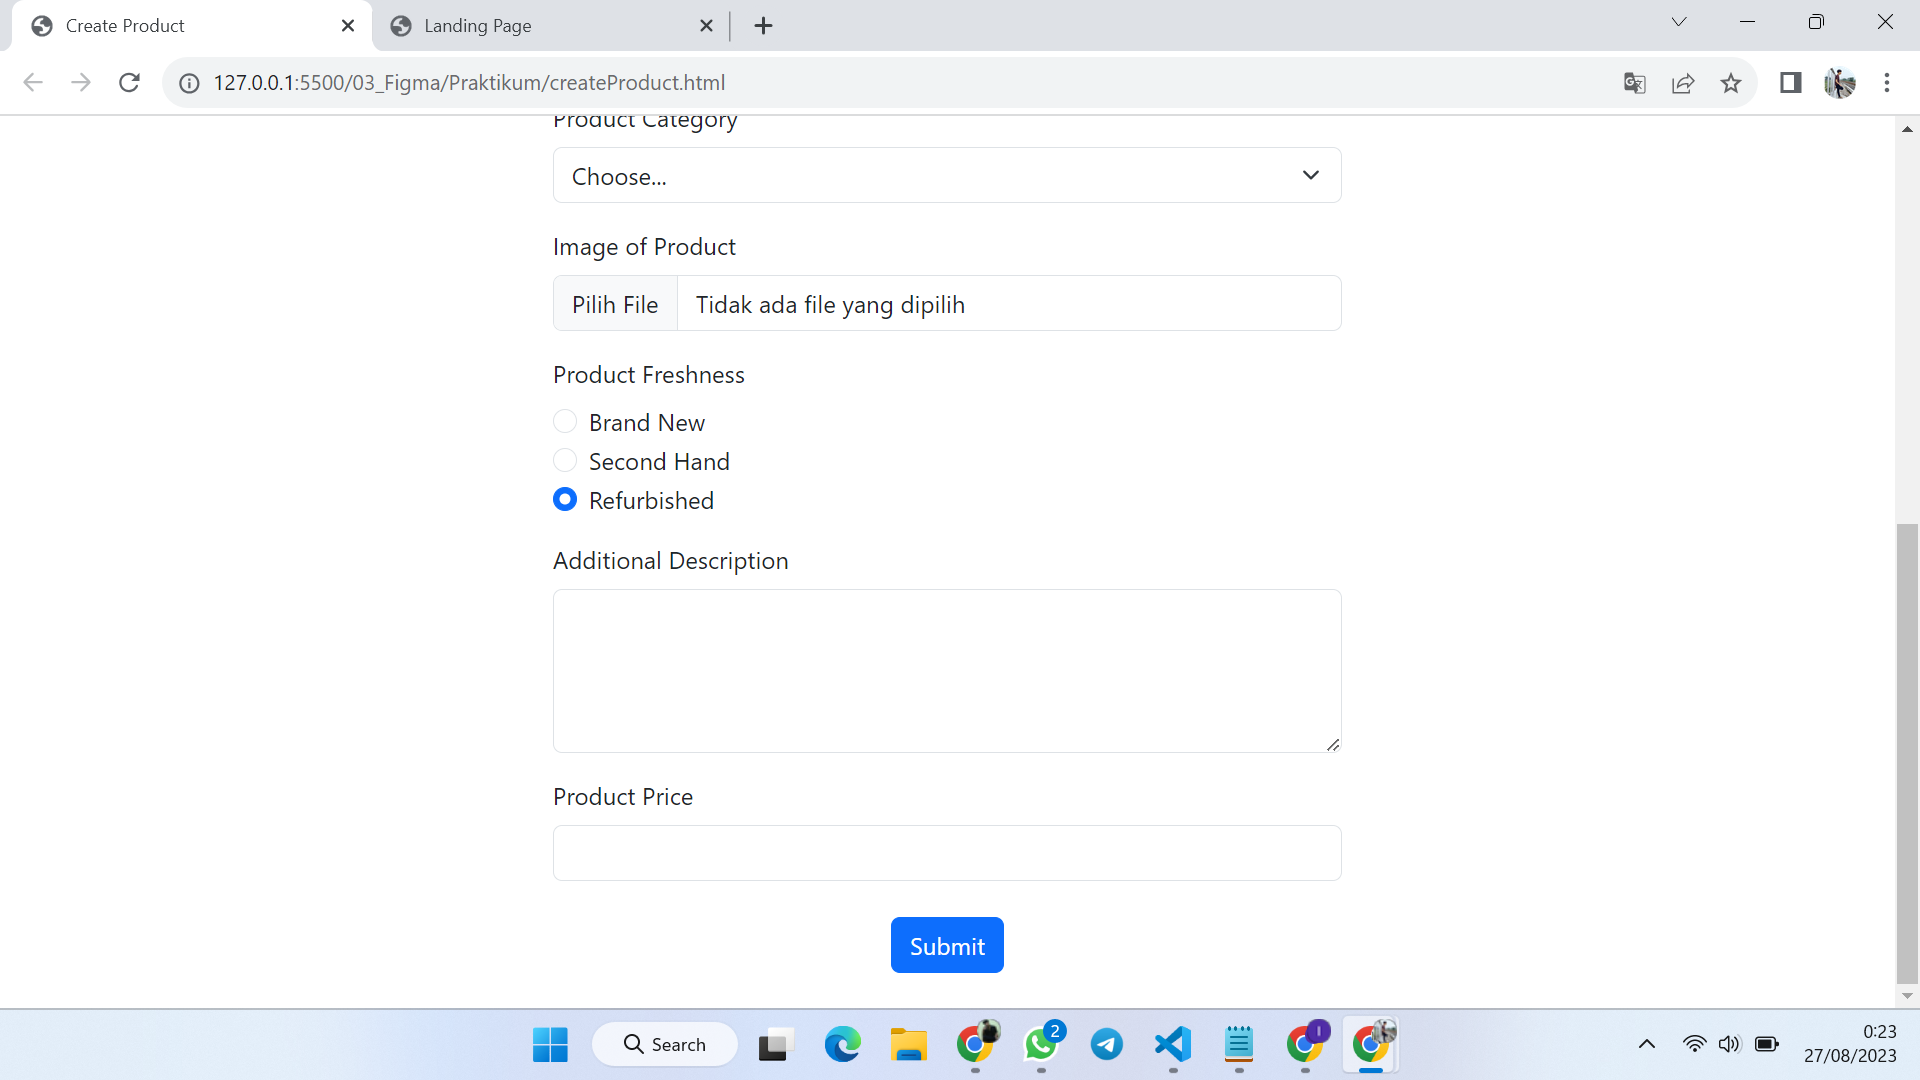 Create Product
Landing Page
127.0.0.1:5500/03_Figma/Praktikum/createProduct.html
Product Category
Choose...
Image of Product
Pilih File
Tidak ada file yang dipilih
Product Freshness
Brand New
Second Hand
Refurbished
Additional Description
Product Price
Submit
Search
2
I
0:23
27/08/2023